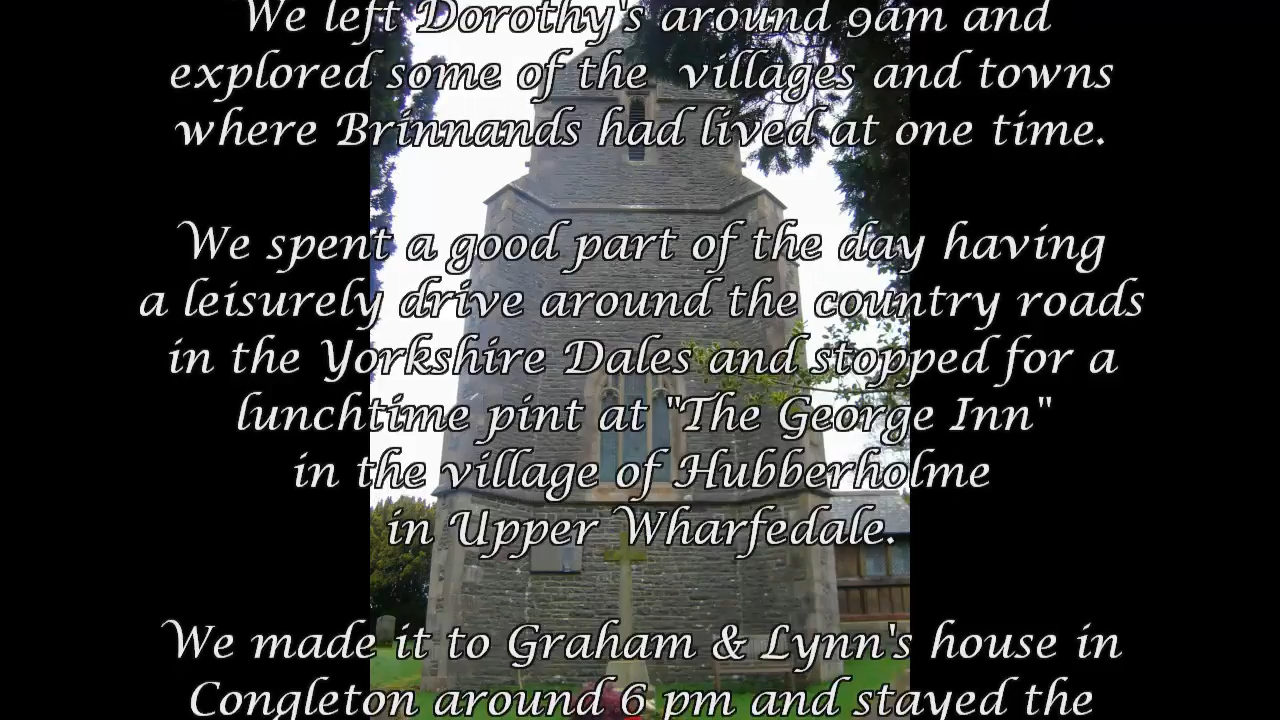 We left Dorothy's around 9am and
explored some of the villages and towns
where Brinnands had lived at one time.
We spent a good part of the day having
a leisurely drive around the country roads
in the Yorkshire Dales and stopped for a
lunchtime pint at "The George Inn"
in the village of Hubberholme
in Upper Wharfedale.
We made it to Graham & Lynn's house in
Congleton around 6 pm and stayed the